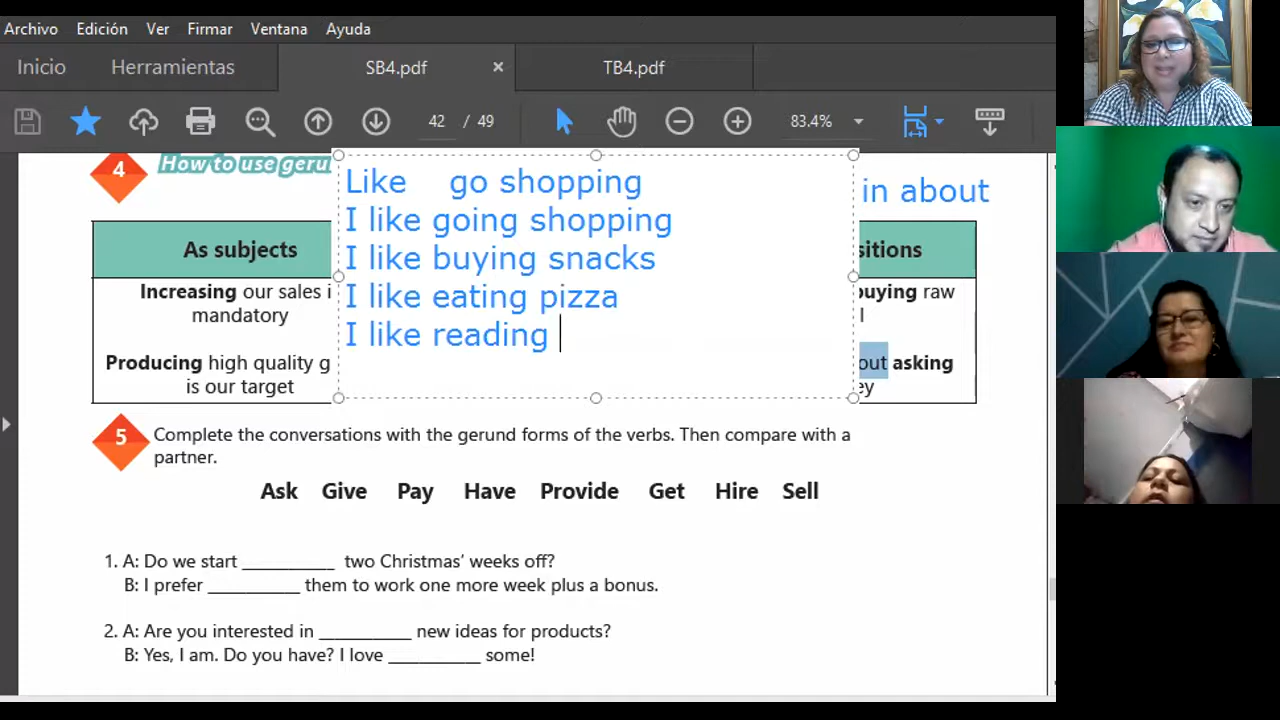 Archivo Edición Ver Firmar Ventana Ayuda
Inicio Herramientas SB4.pdf × TB4.pdf
42 / 49 83.4%
4 How to use geru
Like go shopping
in about
I like going shopping
I like buying snacks
I like eating pizza
I like reading
As subjects
sitions
Increasing our sales i
mandatory
buying raw
l
Producing high quality g
is our target
out asking
ey
5 Complete the conversations with the gerund forms of the verbs. Then compare with a
partner.
Ask Give Pay Have Provide Get Hire Sell
1. A: Do we start __________ two Christmas’ weeks off?
B: I prefer __________ them to work one more week plus a bonus.
2. A: Are you interested in __________ new ideas for products?
B: Yes, I am. Do you have? I love __________ some!